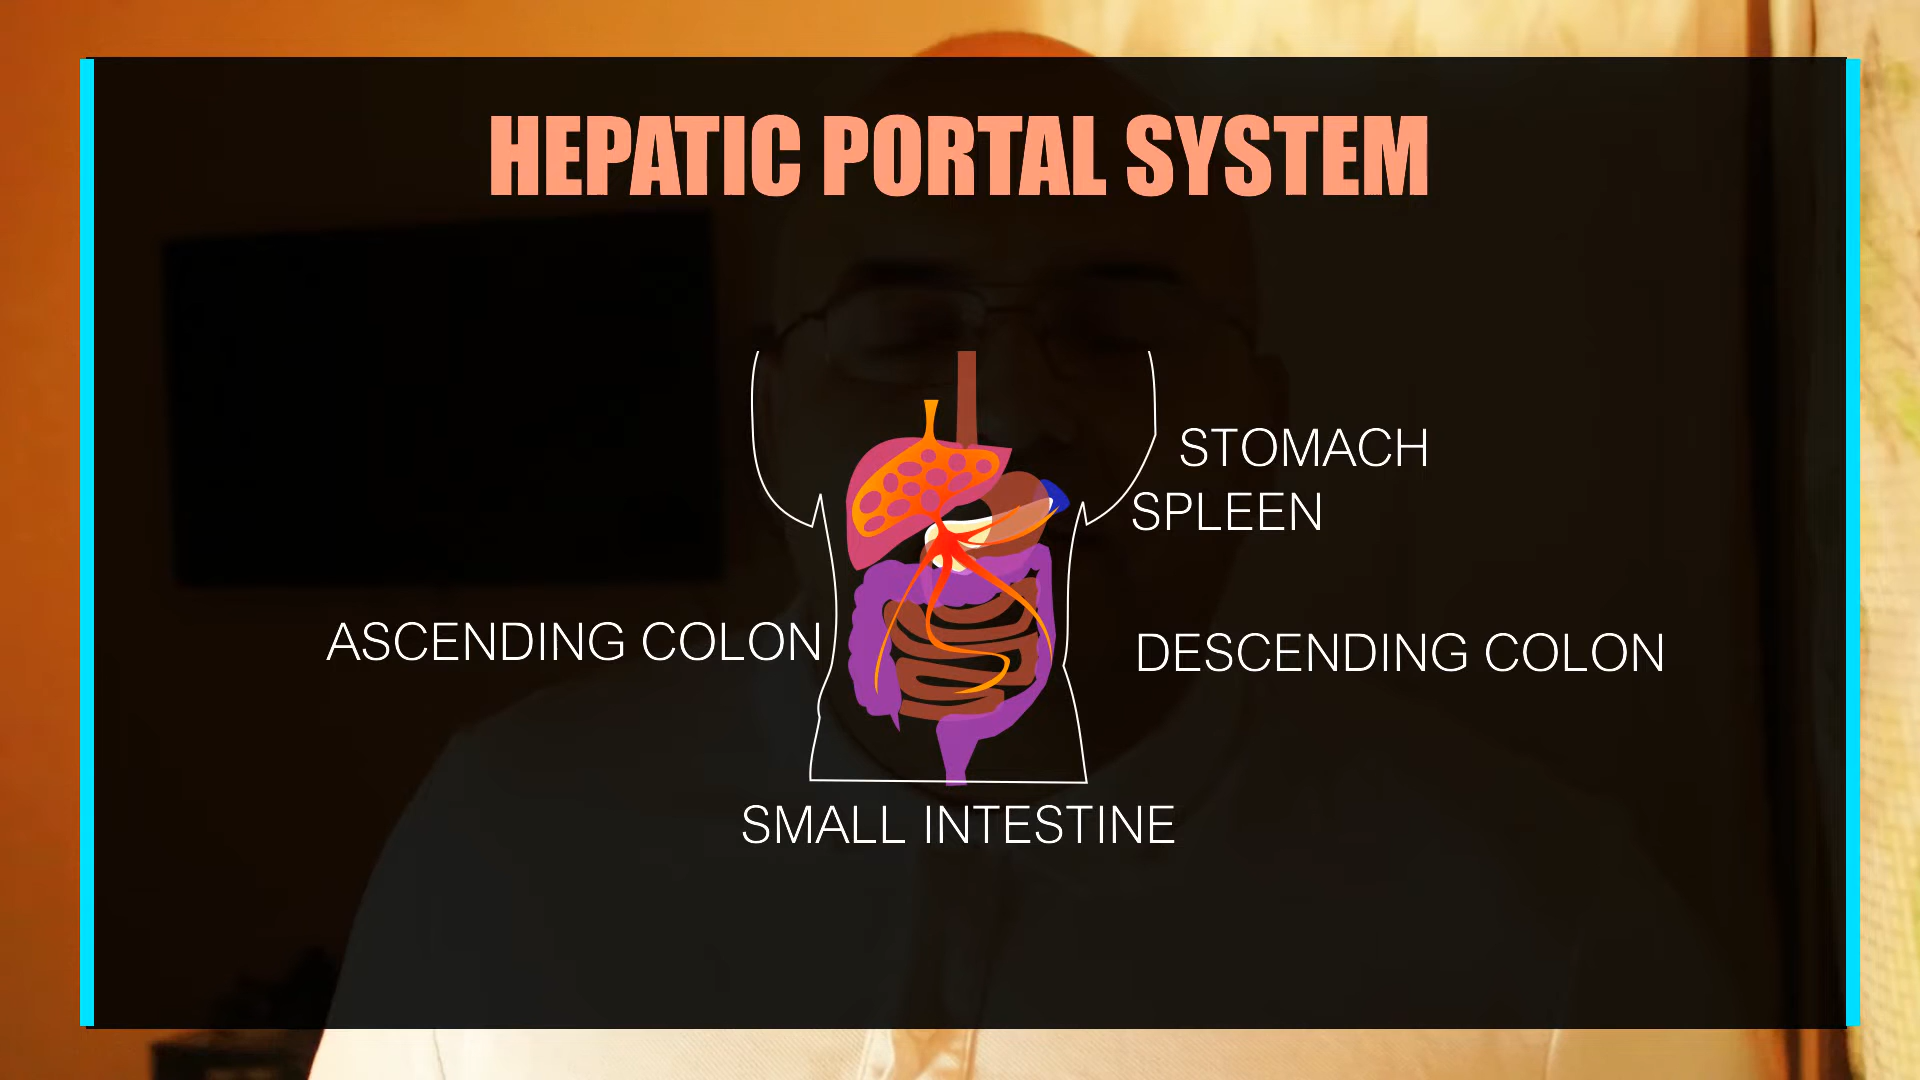 HEPATIC PORTAL SYSTEM
STOMACH
SPLEEN
ASCENDING COLON
DESCENDING COLON
SMALL INTESTINE